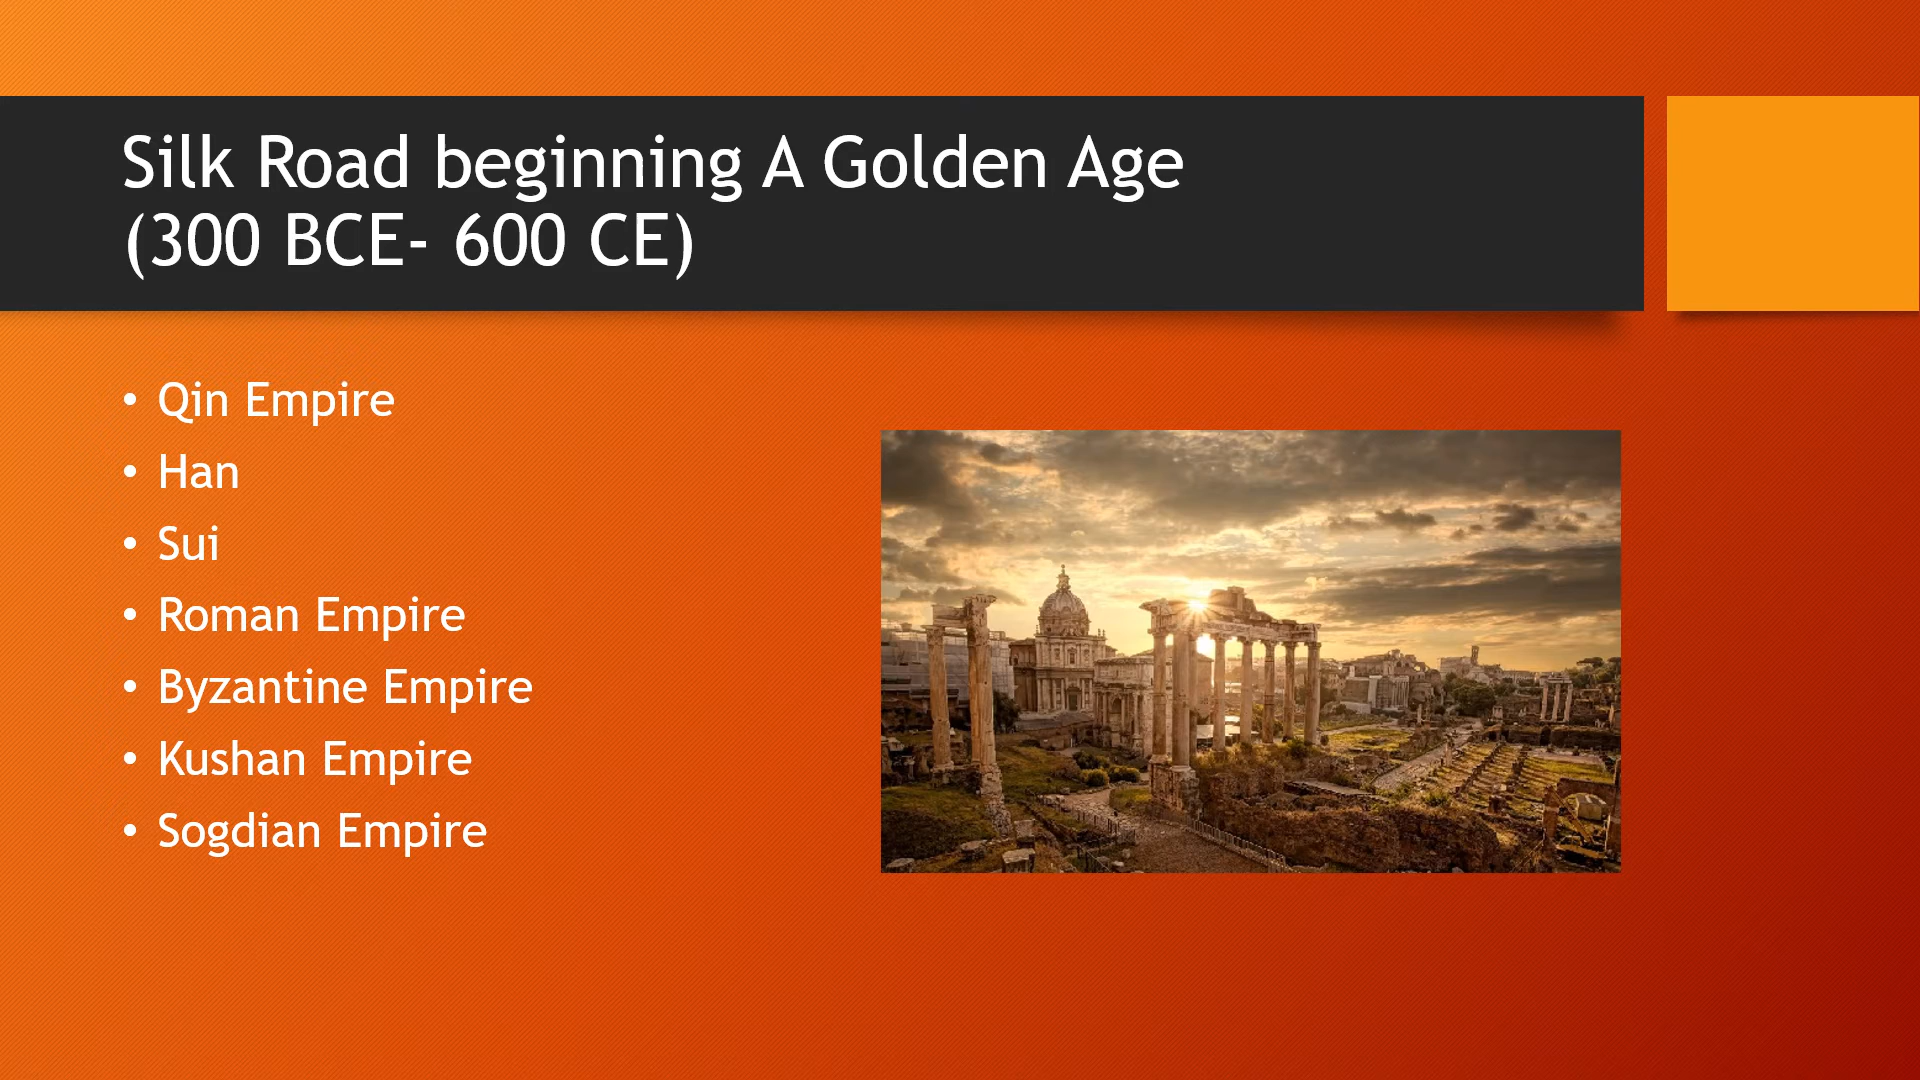 Silk Road beginning A Golden Age
(300 BCE- 600 CE)
• Qin Empire
• Han
• Sui
• Roman Empire
• Byzantine Empire
• Kushan Empire
• Sogdian Empire